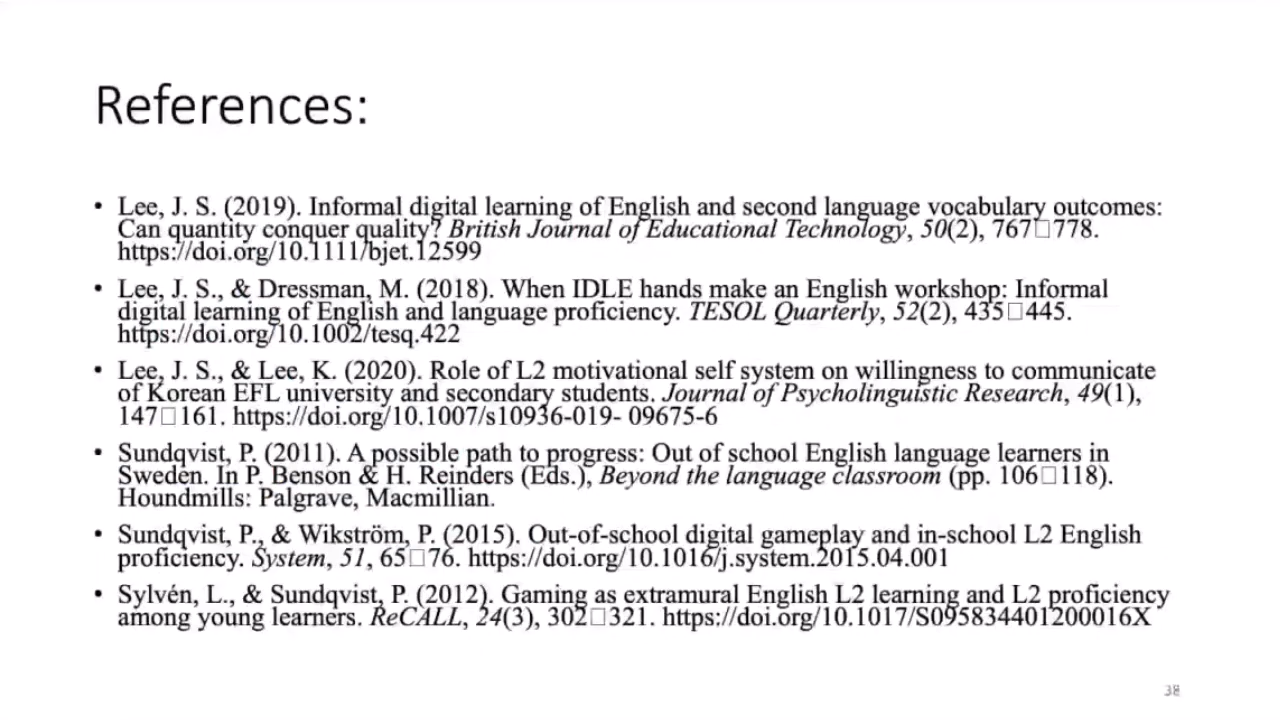 References:
• Lee, J. S. (2019). Informal digital learning of English and second language vocabulary outcomes:
Can quantity conquer quality? British Journal of Educational Technology, 50(2), 767□778.
https://doi.org/10.1111/bjet.12599
• Lee, J. S., & Dressman, M. (2018). When IDLE hands make an English workshop: Informal
digital learning of English and language proficiency. TESOL Quarterly, 52(2), 435□445.
https://doi.org/10.1002/tesq.422
• Lee, J. S., & Lee, K. (2020). Role of L2 motivational self system on willingness to communicate
of Korean EFL university and secondary students. Journal of Psycholinguistic Research, 49(1),
147□161. https://doi.org/10.1007/s10936-019- 09675-6
• Sundqvist, P. (2011). A possible path to progress: Out of school English language learners in
Sweden. In P. Benson & H. Reinders (Eds.), Beyond the language classroom (pp. 106□118).
Houndmills: Palgrave, Macmillian.
• Sundqvist, P., & Wikström, P. (2015). Out-of-school digital gameplay and in-school L2 English
proficiency. System, 51, 65□76. https://doi.org/10.1016/j.system.2015.04.001
• Sylvén, L., & Sundqvist, P. (2012). Gaming as extramural English L2 learning and L2 proficiency
among young learners. ReCALL, 24(3), 302□321. https://doi.org/10.1017/S095834401200016X
38